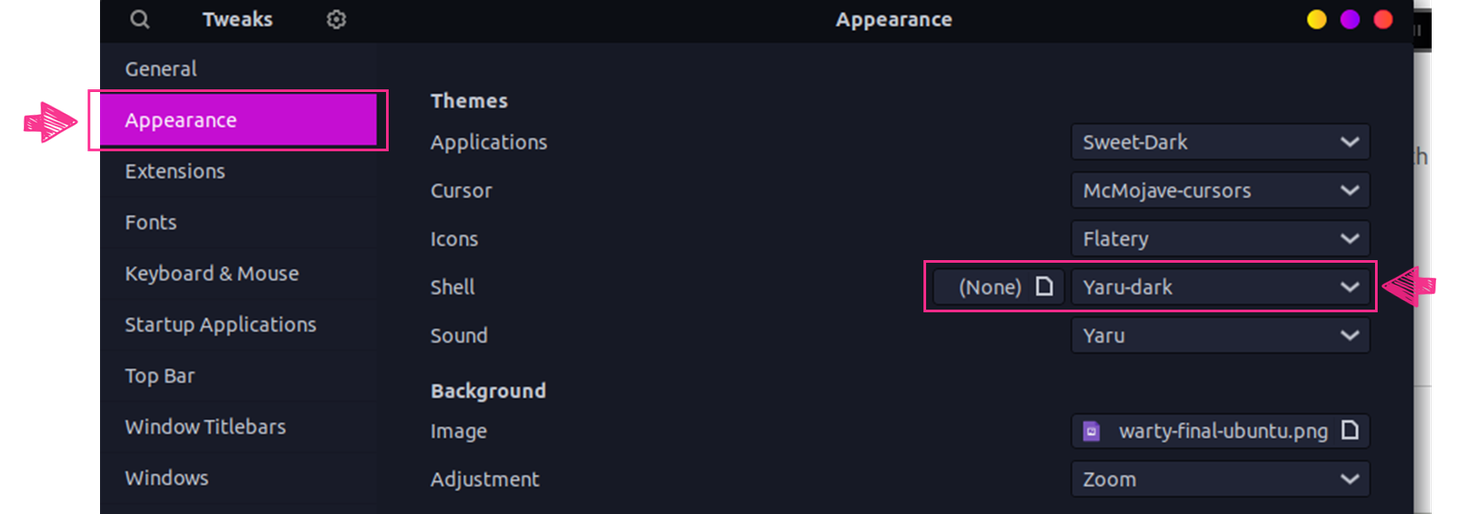 Tweaks
Appearance
General
Appearance
Extensions
Fonts
Keyboard & Mouse
Startup Applications
Top Bar
Window Titlebars
Windows
Themes
Applications Sweet-Dark
Cursor McMojave-cursors
Icons Flatery
Shell (None) Yaru-dark
Sound Yaru
Background
Image warty-final-ubuntu.png
Adjustment Zoom